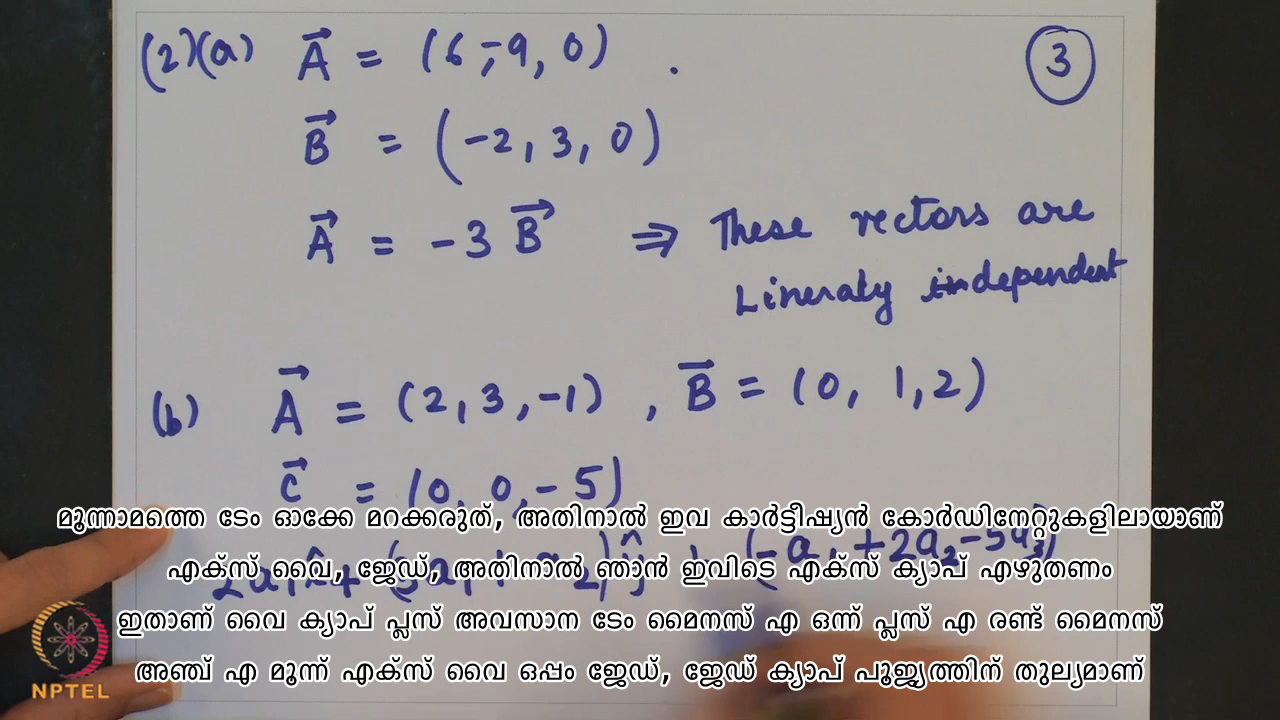 (2)(a) A⃗ = (6,-9, 0) .
3
B⃗ = (-2, 3, 0)
A⃗ = -3 B⃗ ⇒ These vectors are
Lineraly independent
(b) A⃗ = (2, 3, -1) , B⃗ = (0, 1, 2)
C⃗ = (0, 0, -5)
മൂന്നാമത്തെ ടേം ഓക്കേ മറക്കരുത്, അതിനാൽ ഇവ കാർട്ടീഷ്യൻ കോർഡിനേറ്റുകളിലായാണ്
എക്സ് വൈ, ജേഡ്, അതിനാൽ ഞാൻ ഇവിടെ എക്സ് ക്യാപ് എഴുതണം
ഇതാണ് വൈ ക്യാപ് പ്ലസ് അവസാന ടേം മൈനസ് എ ഒന്ന് പ്ലസ് എ രണ്ട് മൈനസ്
അഞ്ച് എ മൂന്ന് എക്സ് വൈ ഒപ്പം ജേഡ്, ജേഡ് ക്യാപ് പൂജ്യത്തിന് തുല്യമാണ്
NPTEL